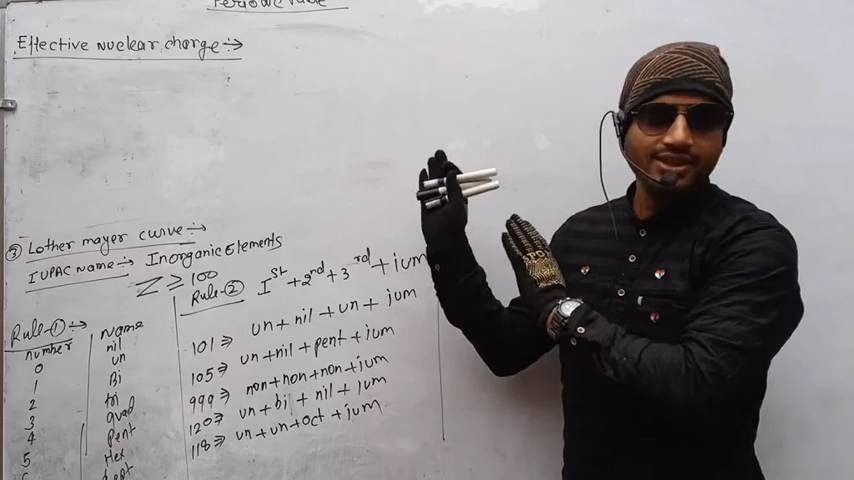 Periodic Table
Effective nuclear charge ÷>
③ Lother mayer curve ÷>
IUPAC Name ÷> Inorganic Elements
Z ≥ 100
Rule-① ÷>
number Name
0 nil
1 un
2 Bi
3 tri
4 quad
5 pent
Hex
Sept
Rule-② Ist + 2nd + 3rd + ium
101 ⇒ un + nil + un + ium
105 ⇒ un + nil + pent + ium
999 ⇒ non + non + non + ium
120 ⇒ un + bi + nil + ium
118 ⇒ un + un + oct + ium